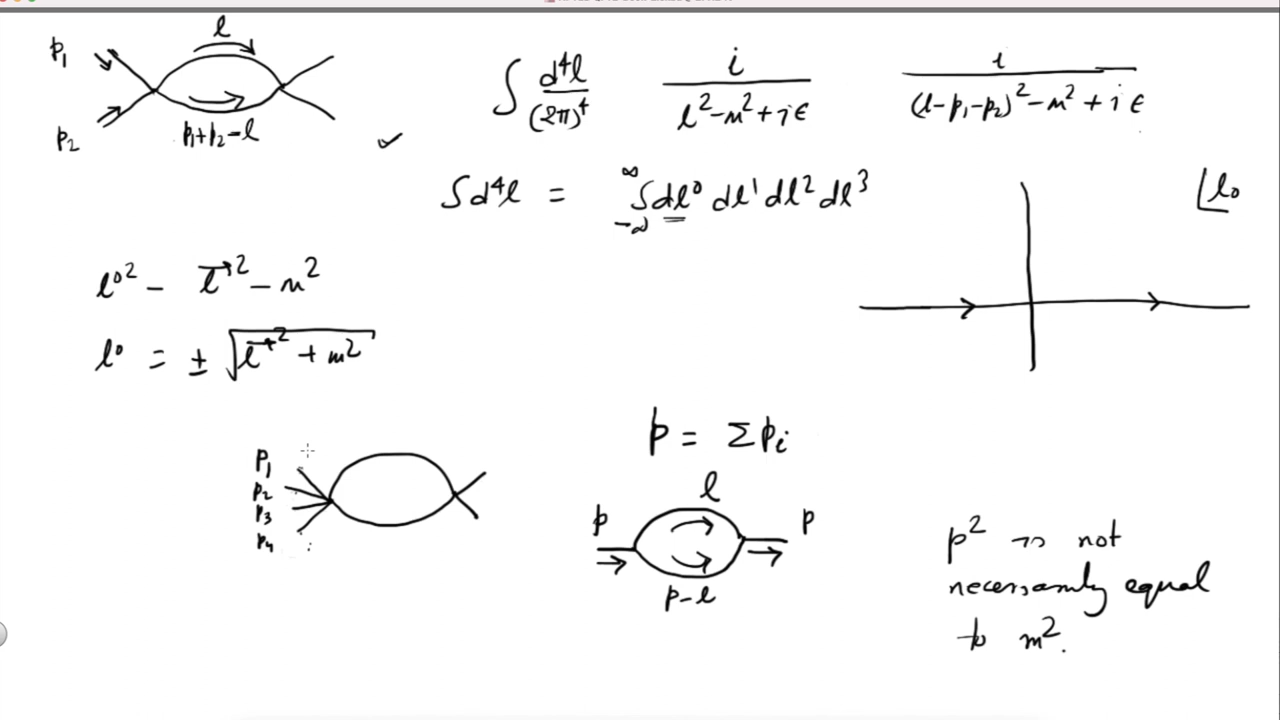 p₁ l
p₂ p₁+p₂-l ✓
∫ d⁴l/(2π)⁴ i/(l²-m²+iϵ) i/((l-p₁-p₂)²-m²+iϵ)
∫d⁴l = ∫_{-∞}^{∞} dl⁰ dl¹ dl² dl³
l₀
l⁰² - l⃗² - m²
l⁰ = ± √(l⃗² + m²)
p₁
p₂
p₃
p₄
p = Σ pᵢ
l
p p
p-l
p² is not
necessarily equal
to m².